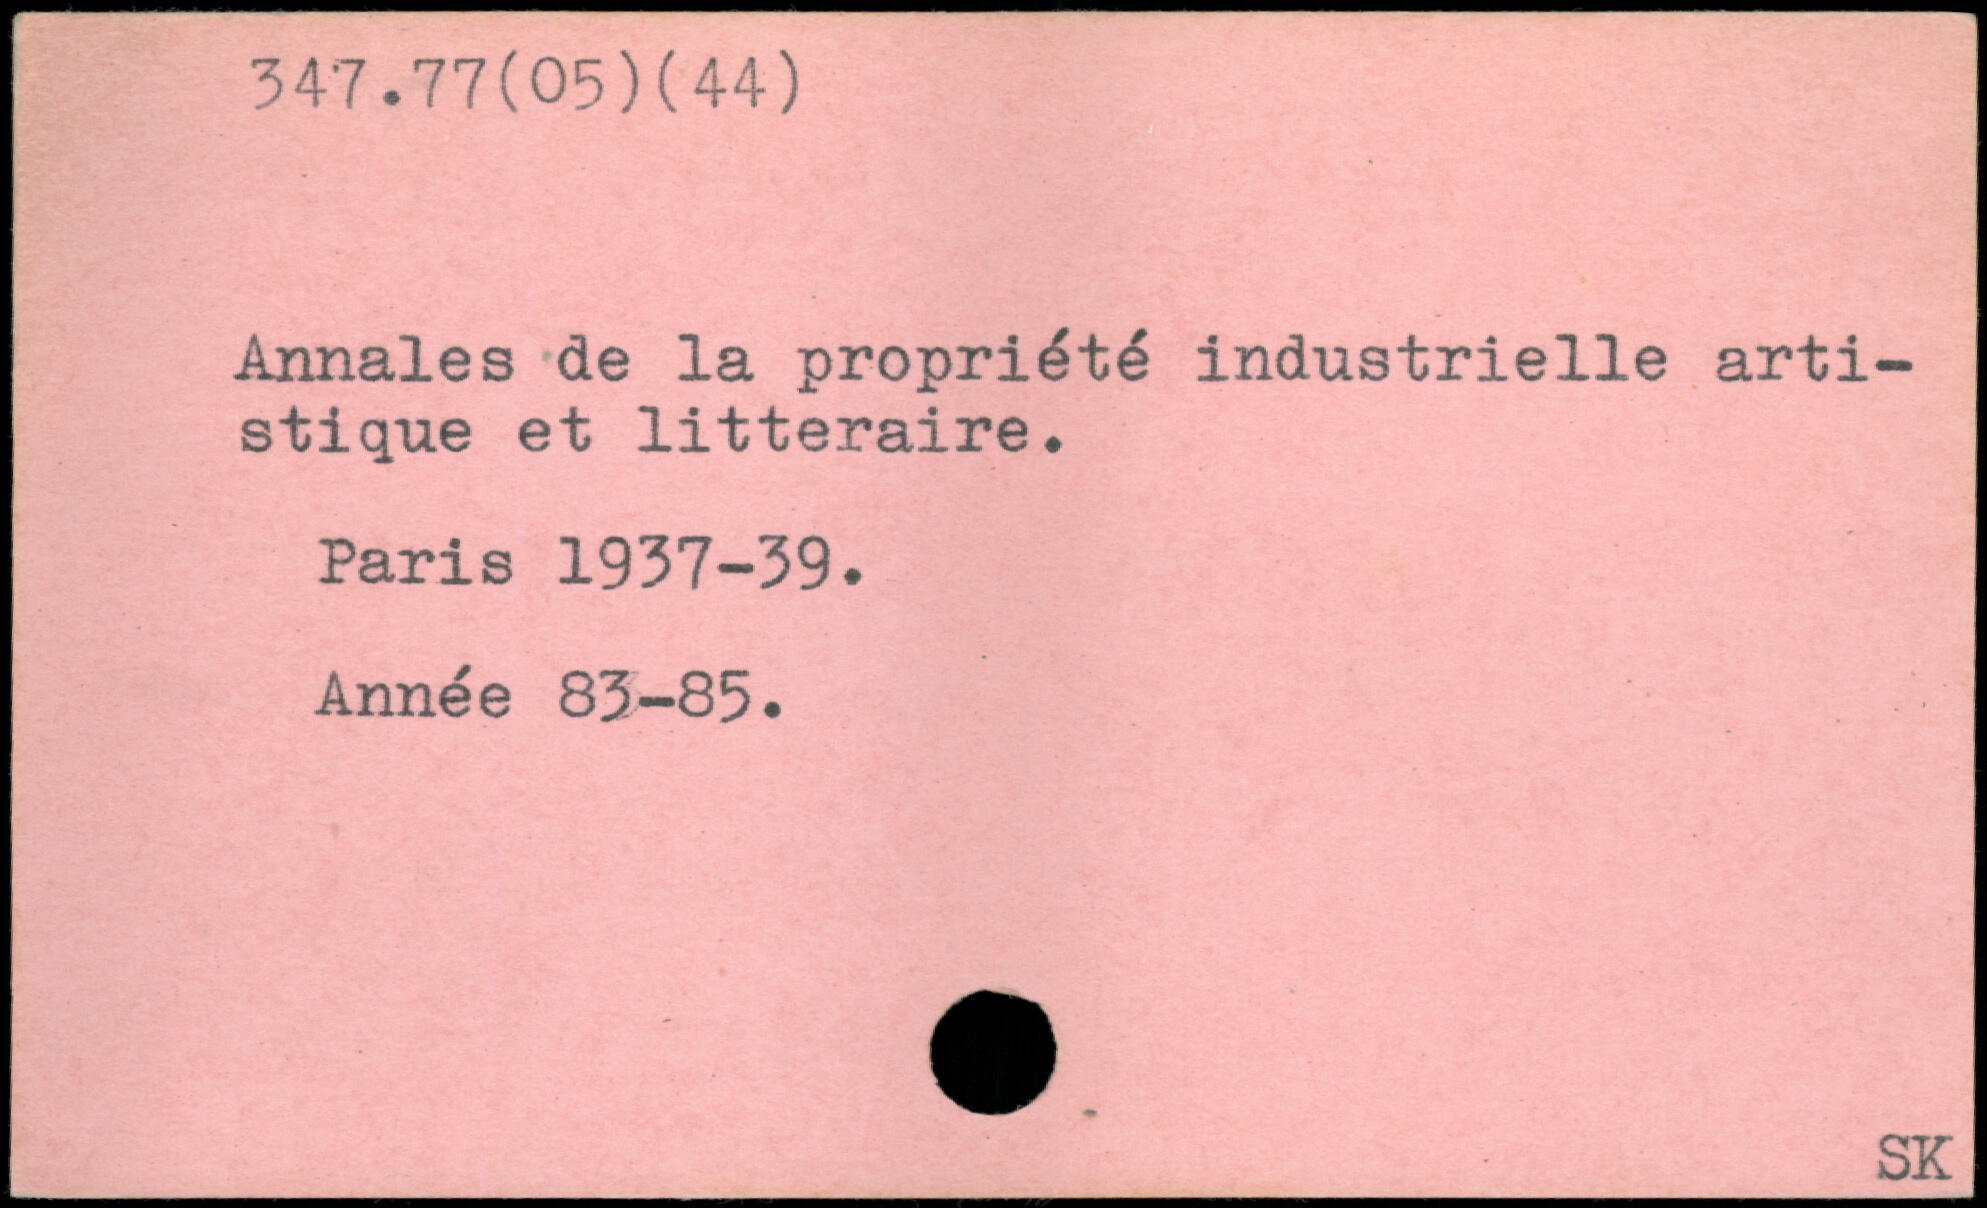 347.77(05)(44)
Annales de la propriété industrielle arti-
stique et litteraire.
Paris 1937-39.
Année 83-85.
SK